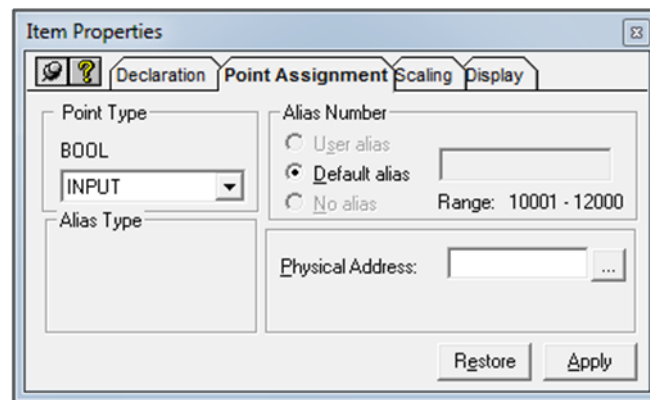 Item Properties
Declaration Point Assignment Scaling Display
Point Type
BOOL
INPUT
Alias Type
Alias Number
User alias
Default alias
No alias
Range: 10001 - 12000
Physical Address:
...
Restore Apply